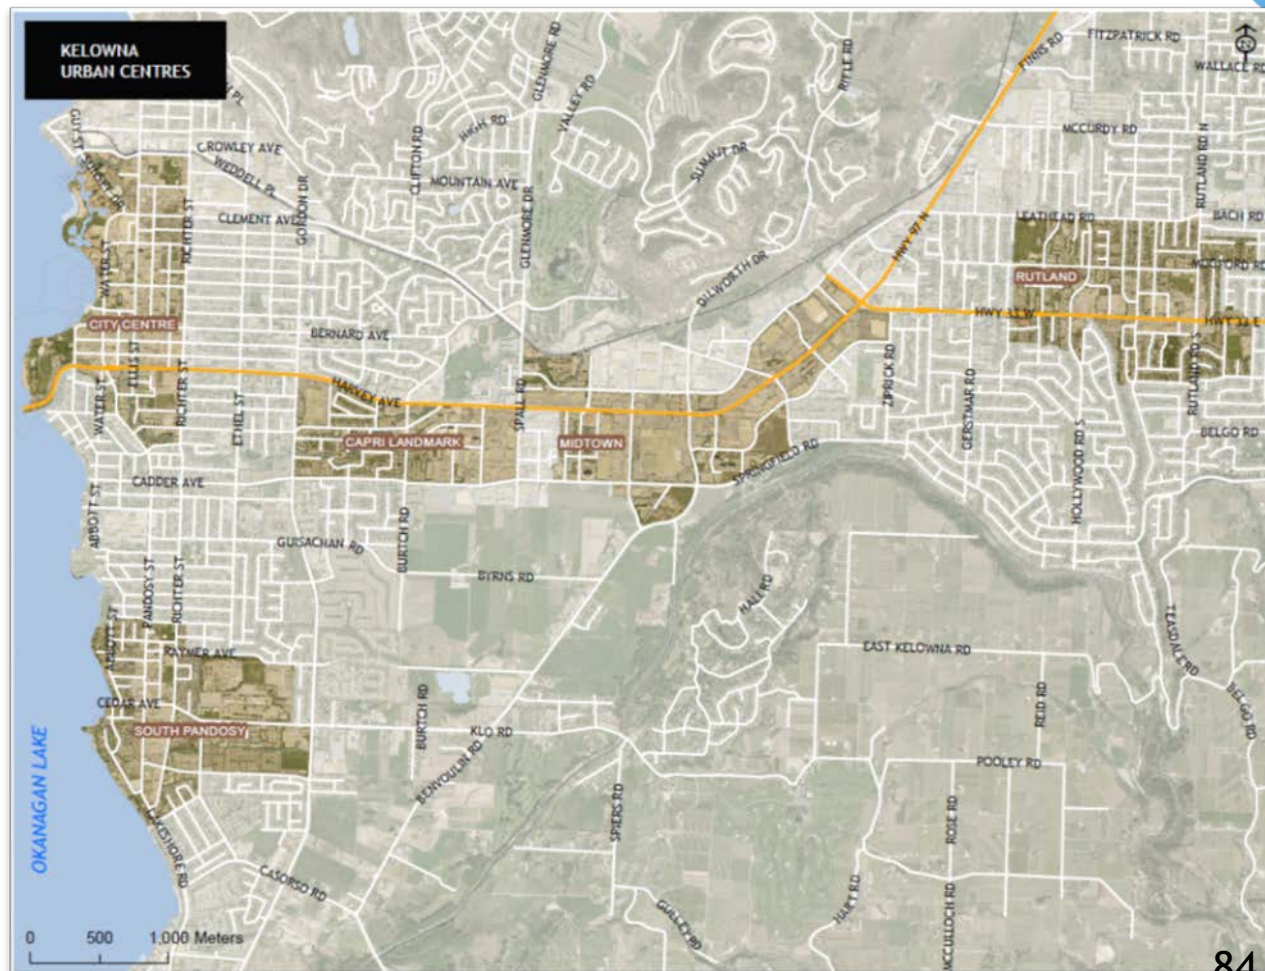 KELOWNA
URBAN CENTRES
FINNS RD
FITZPATRICK RD
WALLACE RD
GLENMORE RD
VALLEY RD
RIFLE RD
N PL
GUY ST
HIGH RD
MCCURDY RD
CROWLEY AVE
CLIFTON RD
SUMMIT DR
RUTLAND RD N
SUNSET DR
WEDDELL PL
MOUNTAIN AVE
CLEMENT AVE
GORDON DR
GLENMORE DR
RICHTER ST
HWY 97 N
LEATHEAD RD
BACH RD
WATER ST
DILWORTH DR
RUTLAND
MUGFORD RD
CITY CENTRE
BERNARD AVE
HWY 33 W
HWY 33 E
ELLIS ST
RICHTER ST
HARVEY AVE
WATER ST
ETHEL ST
SPALL RD
ZIPRICK RD
GERSTMAR RD
RUTLAND RD S
CAPRI LANDMARK
MIDTOWN
BELGO RD
SPRINGFIELD RD
HOLLYWOOD RD S
CADDER AVE
ABBOTT ST
BURTCH RD
GUISACHAN RD
BYRNS RD
PANDOSY ST
RICHTER ST
HALL RD
ABBOTT ST
RAYMER AVE
EAST KELOWNA RD
TEASDALE RD
CEDAR AVE
BURTCH RD
REID RD
BELGO RD
SOUTH PANDOSY
KLO RD
BENVOULIN RD
POOLEY RD
OKANAGAN LAKE
LAKESHORE RD
SPIERS RD
ROSE RD
CASORSO RD
HART RD
GULLEY RD
MCCULLOCH RD
0 500 1,000 Meters
84